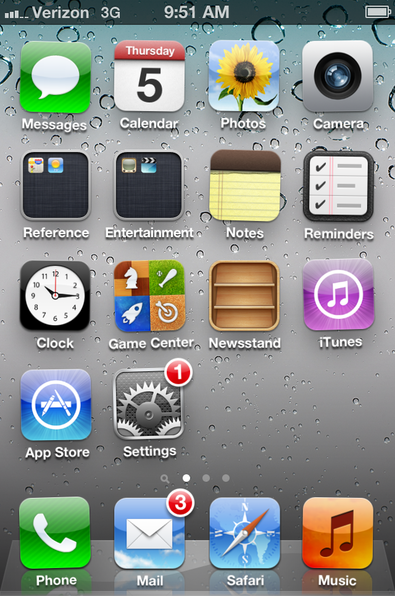 Verizon 3G 9:51 AM
Thursday
5
Messages Calendar Photos Camera
Reference Entertainment Notes Reminders
Clock Game Center Newsstand iTunes
1
App Store Settings
3
Phone Mail Safari Music